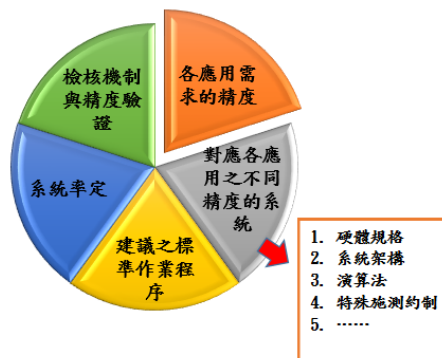 檢核機制
與精度驗
證
各應用需
求的精度
對應各應
用之不同
精度的系
統
系統率定
建議之標
準作業程
序
1. 硬體規格
2. 系統架構
3. 演算法
4. 特殊施測約制
5. ……